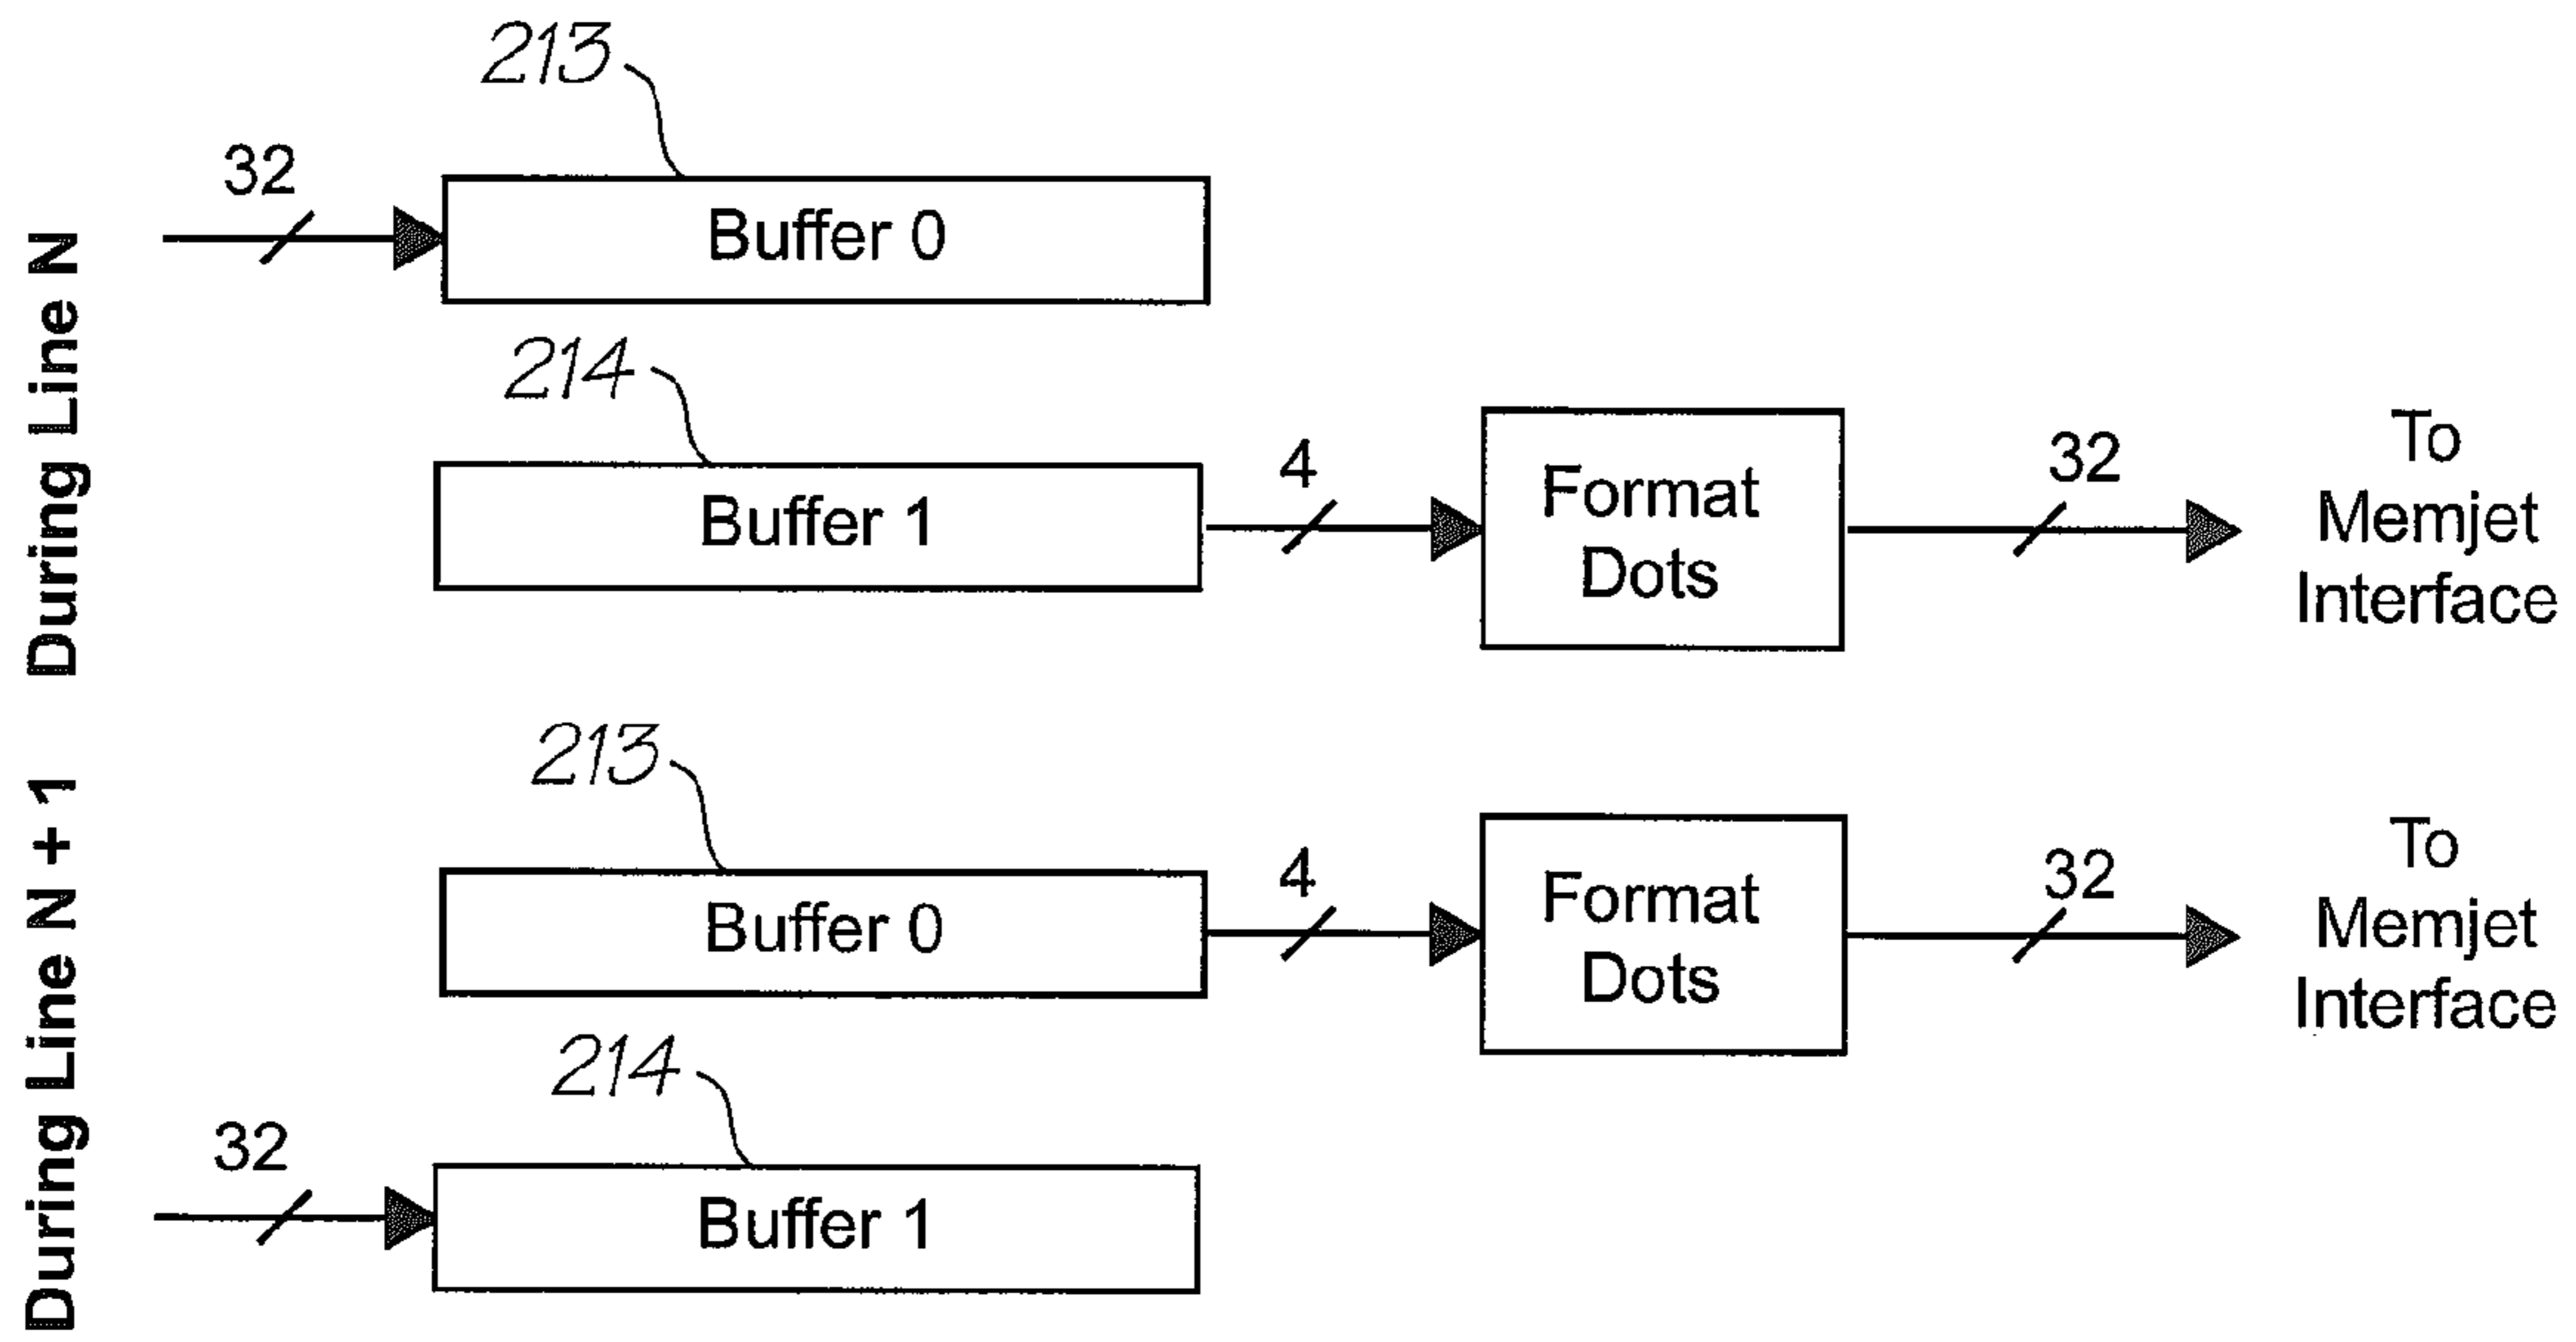 During Line N
213
32
Buffer 0
214
Buffer 1
4
Format
Dots
32
To
Memjet
Interface
During Line N + 1
213
Buffer 0
4
Format
Dots
32
To
Memjet
Interface
214
32
Buffer 1